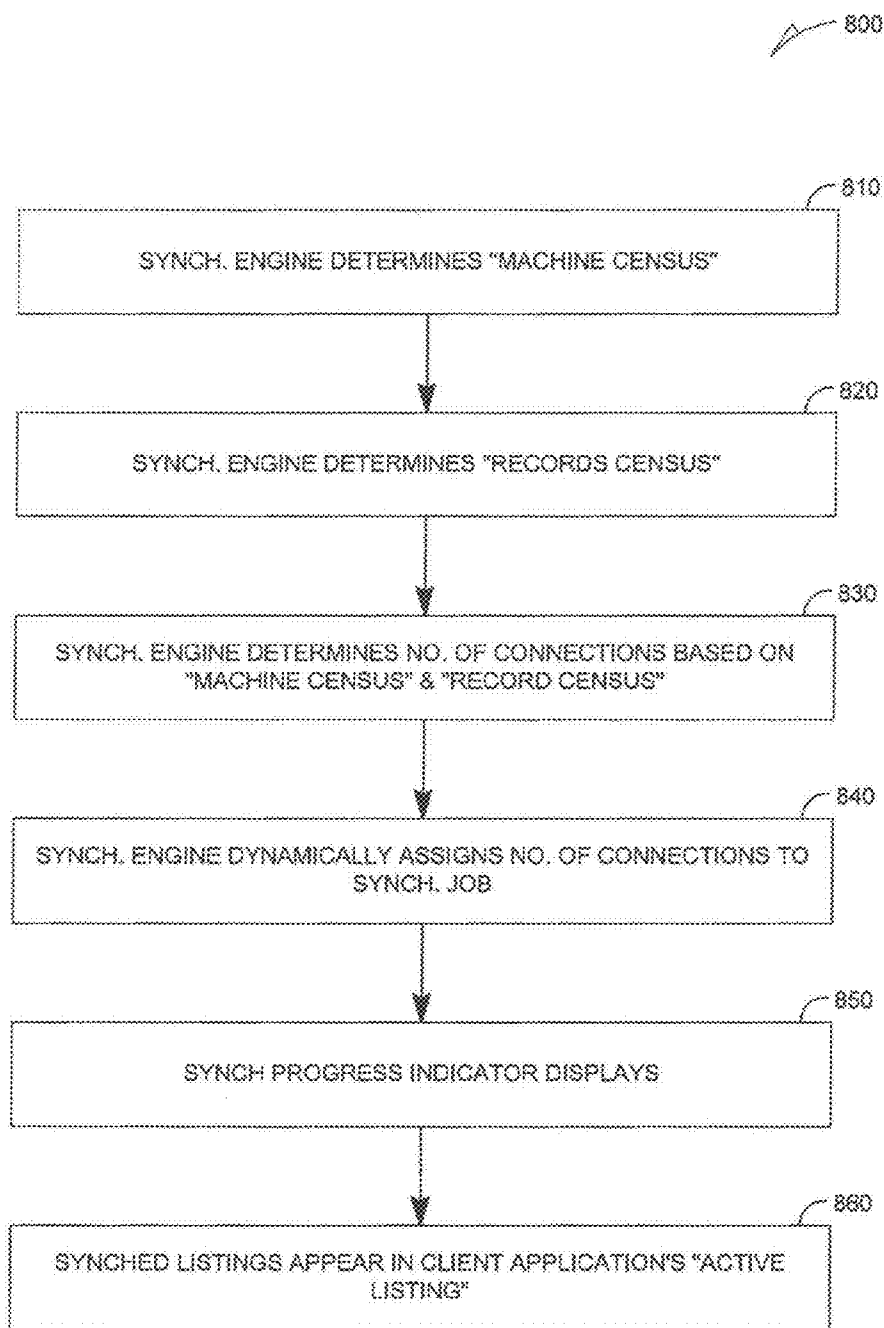 800
810
SYNCH. ENGINE DETERMINES "MACHINE CENSUS"
820
SYNCH. ENGINE DETERMINES "RECORDS CENSUS"
830
SYNCH. ENGINE DETERMINES NO. OF CONNECTIONS BASED ON
"MACHINE CENSUS" & "RECORD CENSUS"
840
SYNCH. ENGINE DYNAMICALLY ASSIGNS NO. OF CONNECTIONS TO
SYNCH. JOB
850
SYNCH PROGRESS INDICATOR DISPLAYS
860
SYNCHED LISTINGS APPEAR IN CLIENT APPLICATION'S "ACTIVE
LISTING"